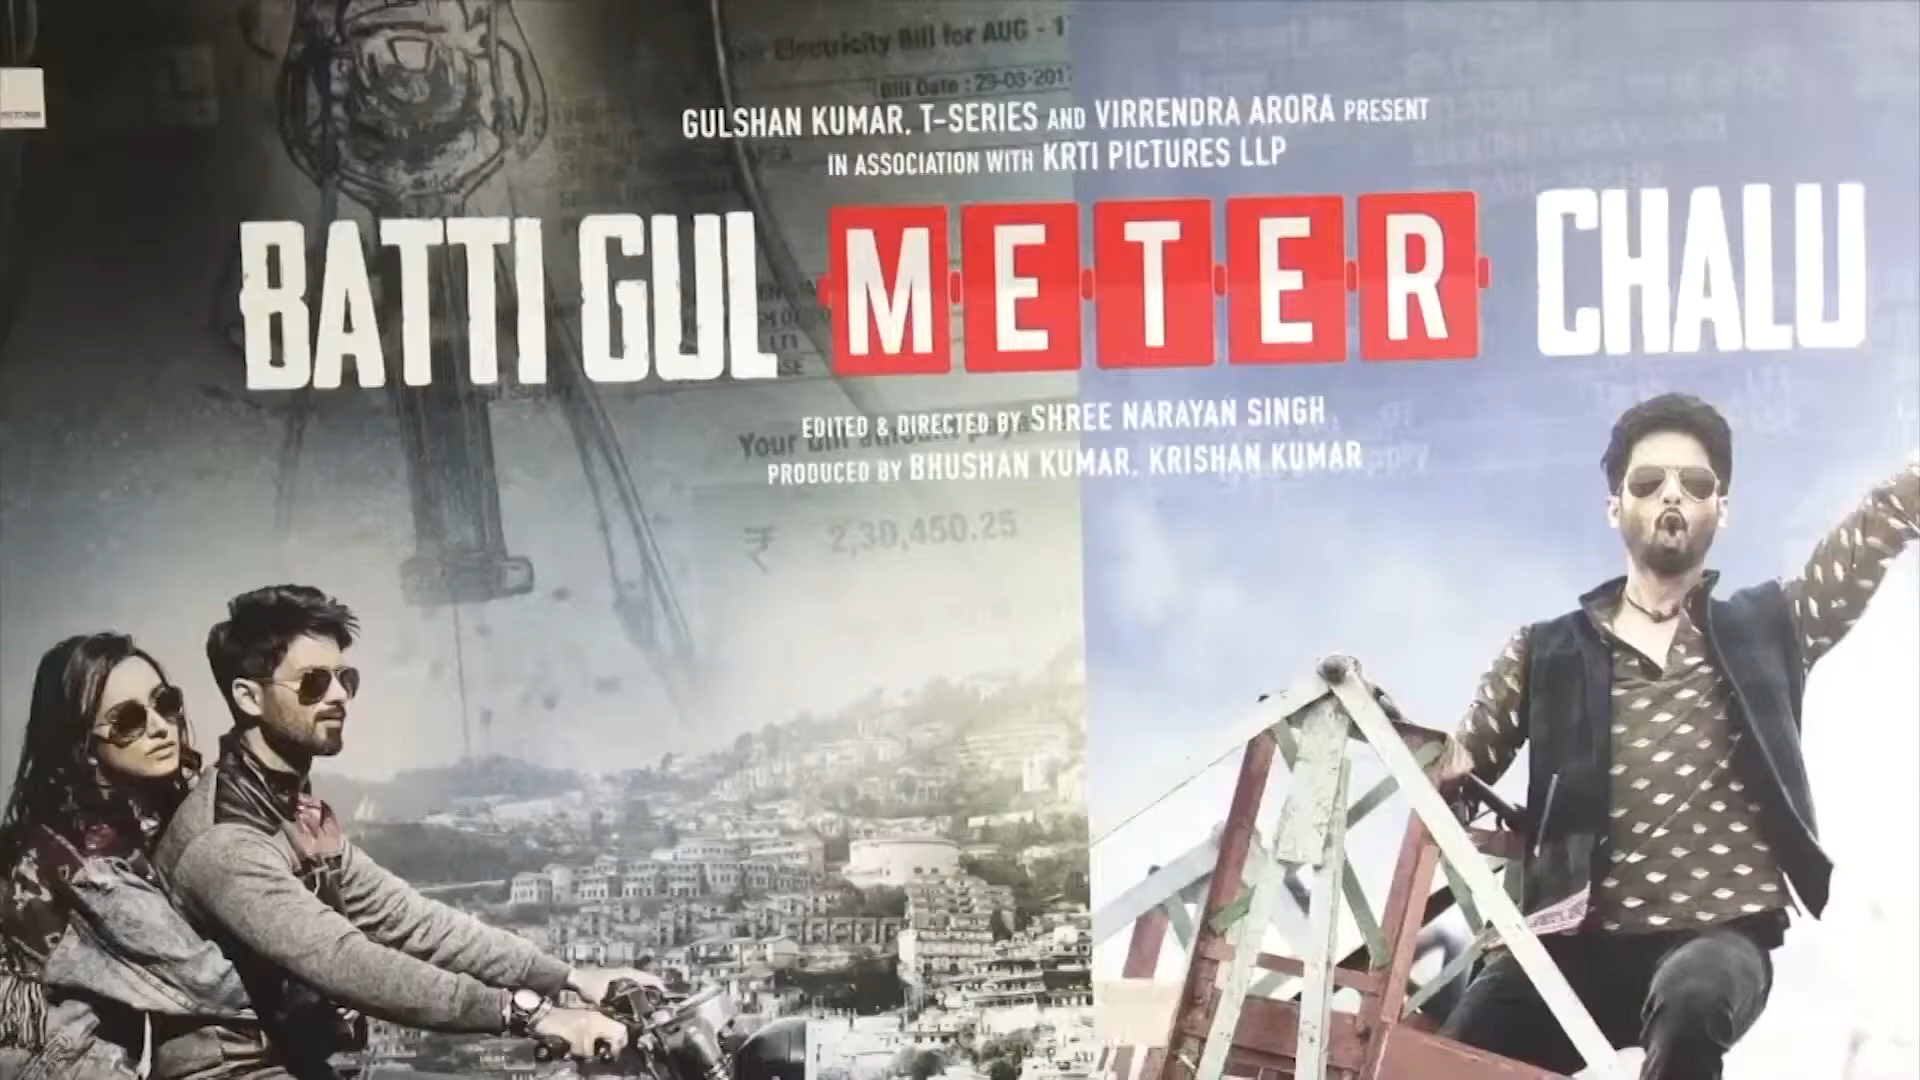 Electricity Bill for AUG - 1
Bill Date : 29-03-2017
GULSHAN KUMAR, T-SERIES AND VIRRENDRA ARORA PRESENT
IN ASSOCIATION WITH KRTI PICTURES LLP
BATTI GUL METER CHALU
EDITED & DIRECTED BY SHREE NARAYAN SINGH
Your bill amount
PRODUCED BY BHUSHAN KUMAR, KRISHAN KUMAR
₹ 2,30,450.25